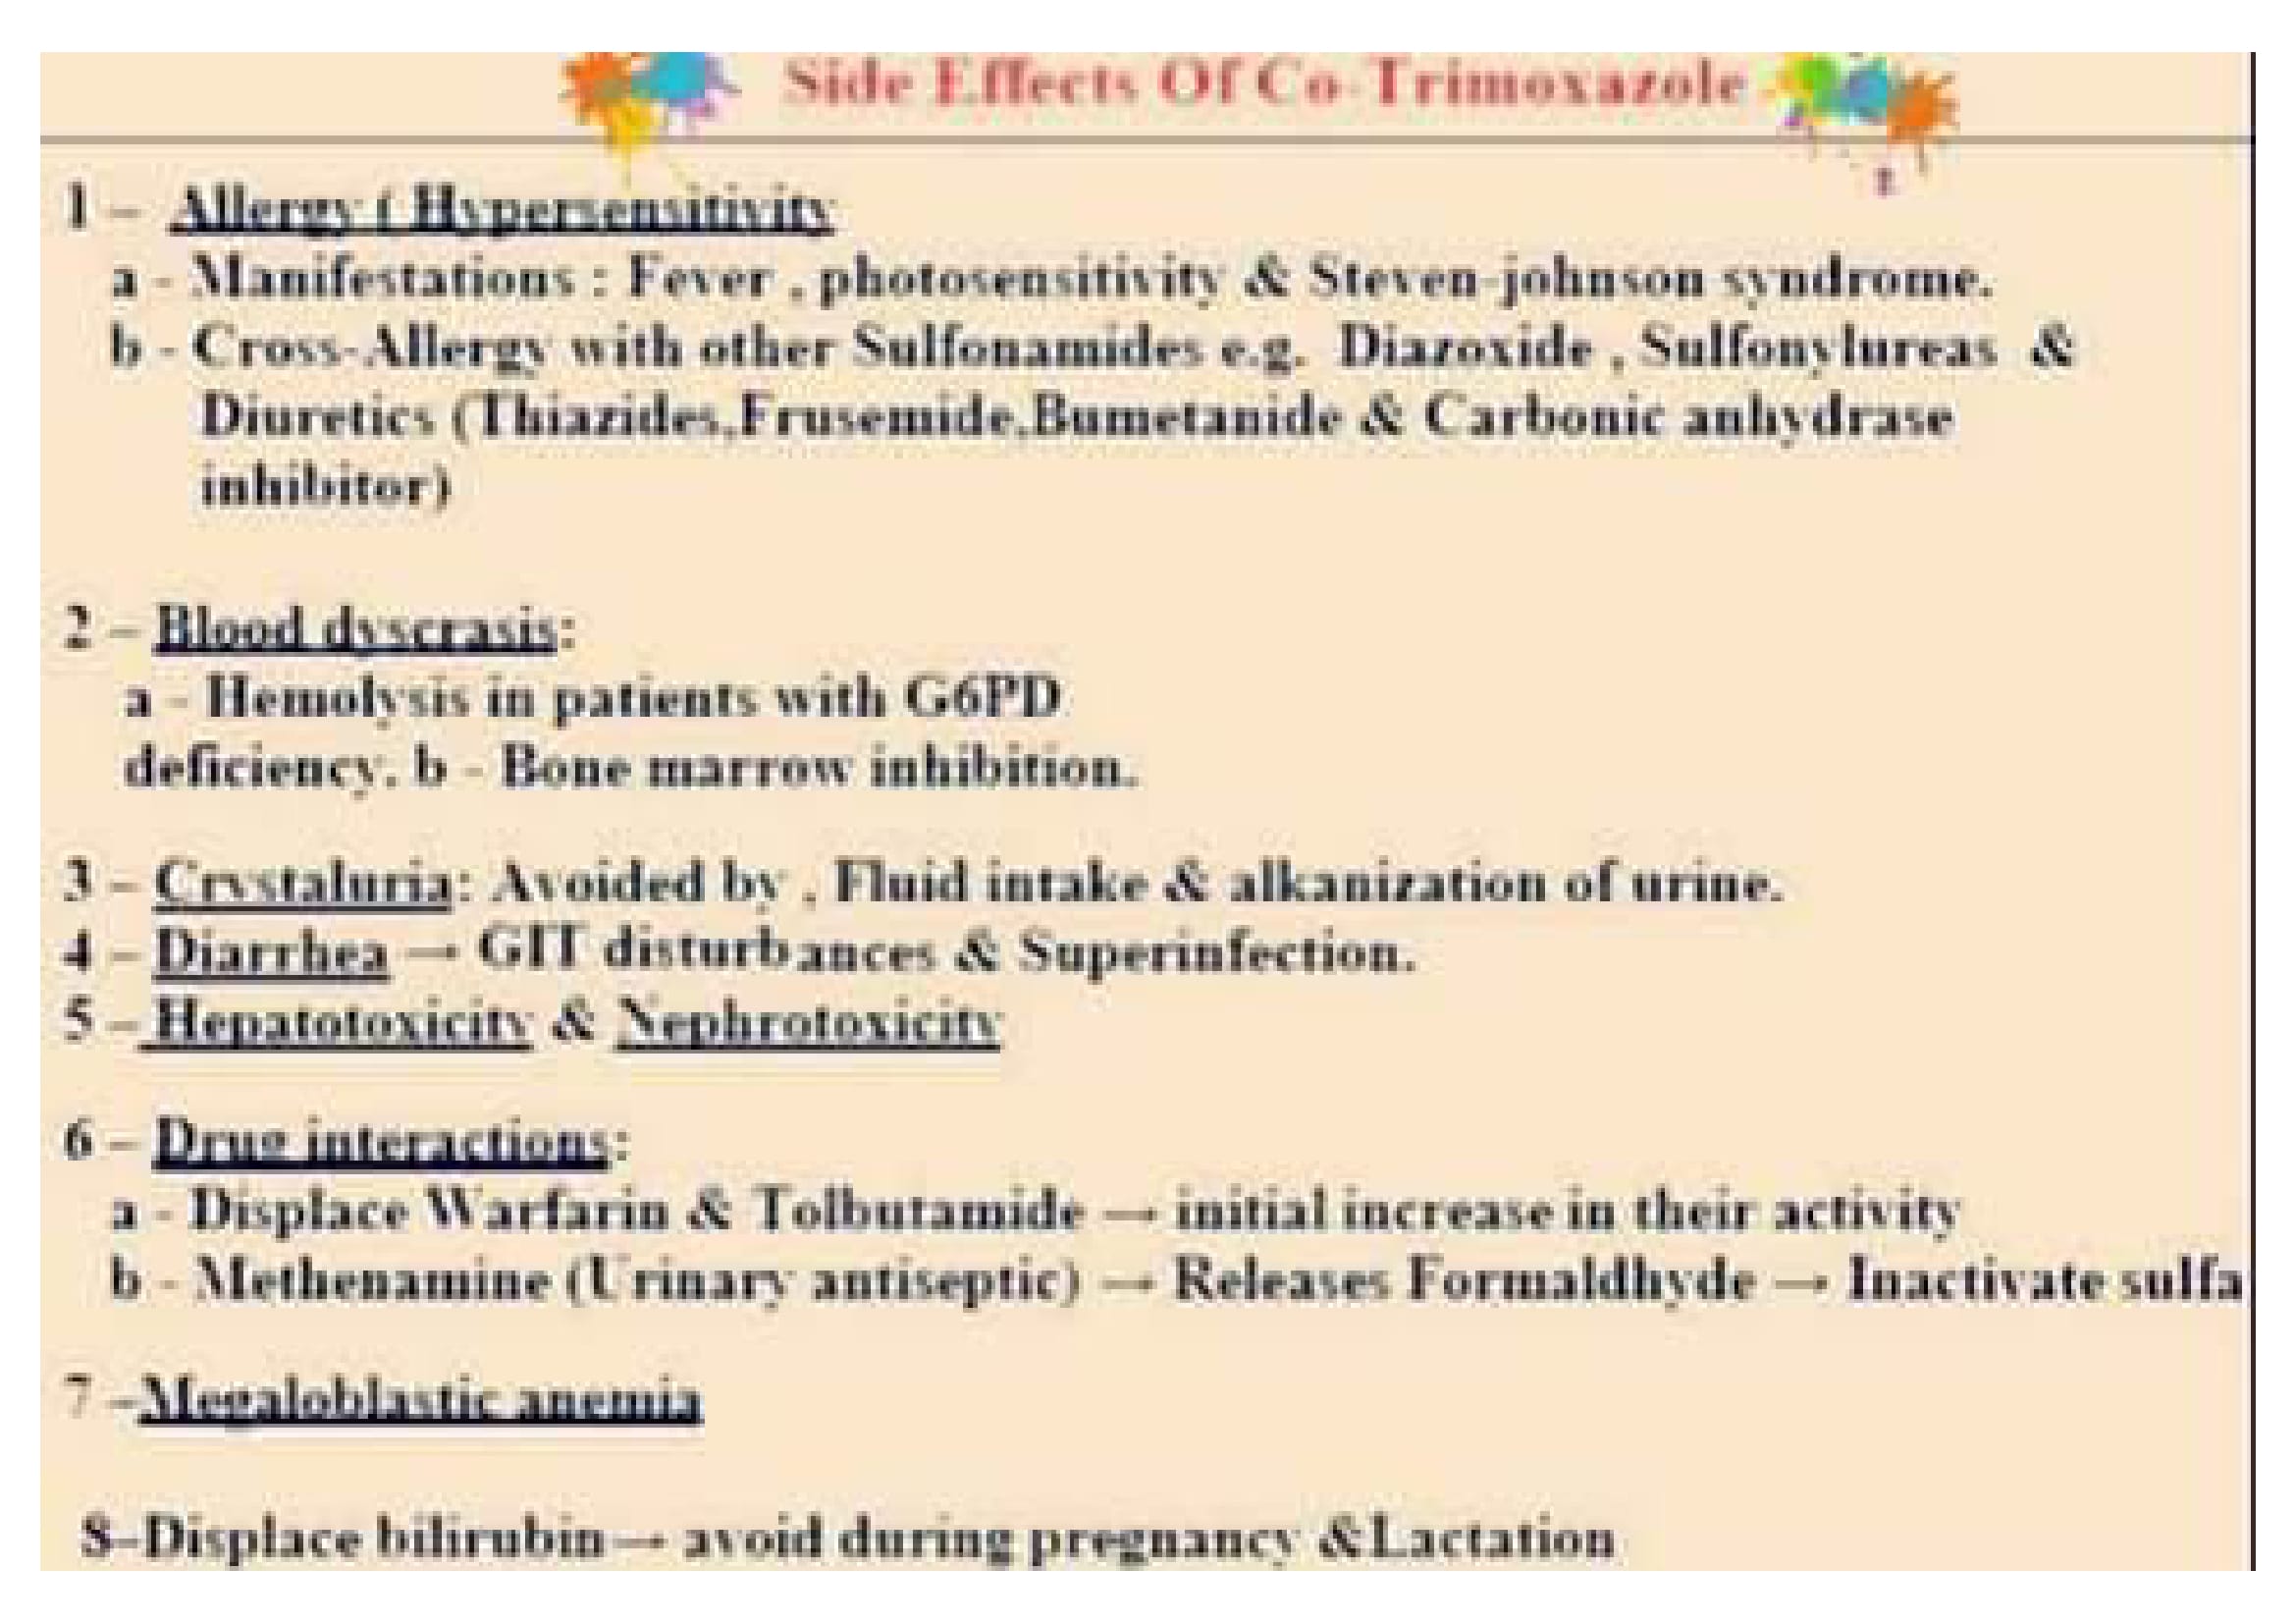 Side Effects Of Co-Trimoxazole
1 – Allergy ( Hypersensitivity
a - Manifestations : Fever , photosensitivity & Steven-johnson syndrome.
b - Cross-Allergy with other Sulfonamides e.g. Diazoxide , Sulfonylureas &
Diuretics (Thiazides,Frusemide,Bumetanide & Carbonic anhydrase
inhibitor)
2 – Blood dyscrasis:
a - Hemolysis in patients with G6PD
deficiency. b - Bone marrow inhibition.
3 – Crystaluria: Avoided by , Fluid intake & alkanization of urine.
4 – Diarrhea → GIT disturbances & Superinfection.
5 – Hepatotoxicity & Nephrotoxicity
6 – Drug interactions:
a - Displace Warfarin & Tolbutamide → initial increase in their activity
b - Methenamine (Urinary antiseptic) → Releases Formaldhyde → Inactivate sulfa
7 –Megaloblastic anemia
8–Displace bilirubin→ avoid during pregnancy &Lactation